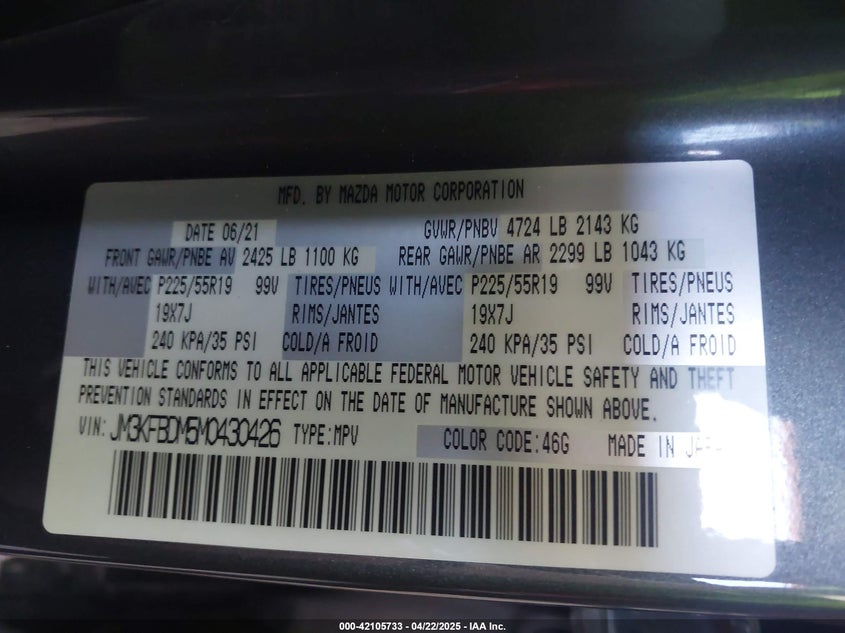 MFD. BY MAZDA MOTOR CORPORATION
DATE 06/21 GVWR/PNBV 4724 LB 2143 KG
FRONT GAWR/PNBE AV 2425 LB 1100 KG REAR GAWR/PNBE AR 2299 LB 1043 KG
WITH/AVEC P225/55R19 99V TIRES/PNEUS WITH/AVEC P225/55R19 99V TIRES/PNEUS
19X7J RIMS/JANTES 19X7J RIMS/JANTES
240 KPA/35 PSI COLD/A FROID 240 KPA/35 PSI COLD/A FROID
THIS VEHICLE CONFORMS TO ALL APPLICABLE FEDERAL MOTOR VEHICLE SAFETY AND THEFT
PREVENTION STANDARDS IN EFFECT ON THE DATE OF MANUFACTURE SHOWN ABOVE.
VIN: JM3KFBDM5M0430426 TYPE:MPV COLOR CODE:46G MADE IN JAPAN
000-42105733 - 04/22/2025 - IAA Inc.